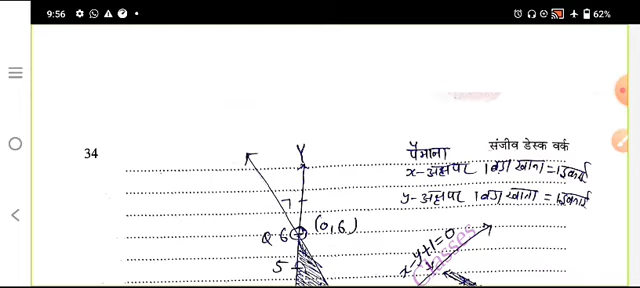 9:56
62%
34
संजीव डेस्क वर्क
पैमाना
x-अक्ष पर 1 बड़ा खाना = 1 इकाई
y-अक्ष पर 1 बड़ा खाना = 1 इकाई
Y
7
Q 6 (0,6)
x-y+1=0
classes
5